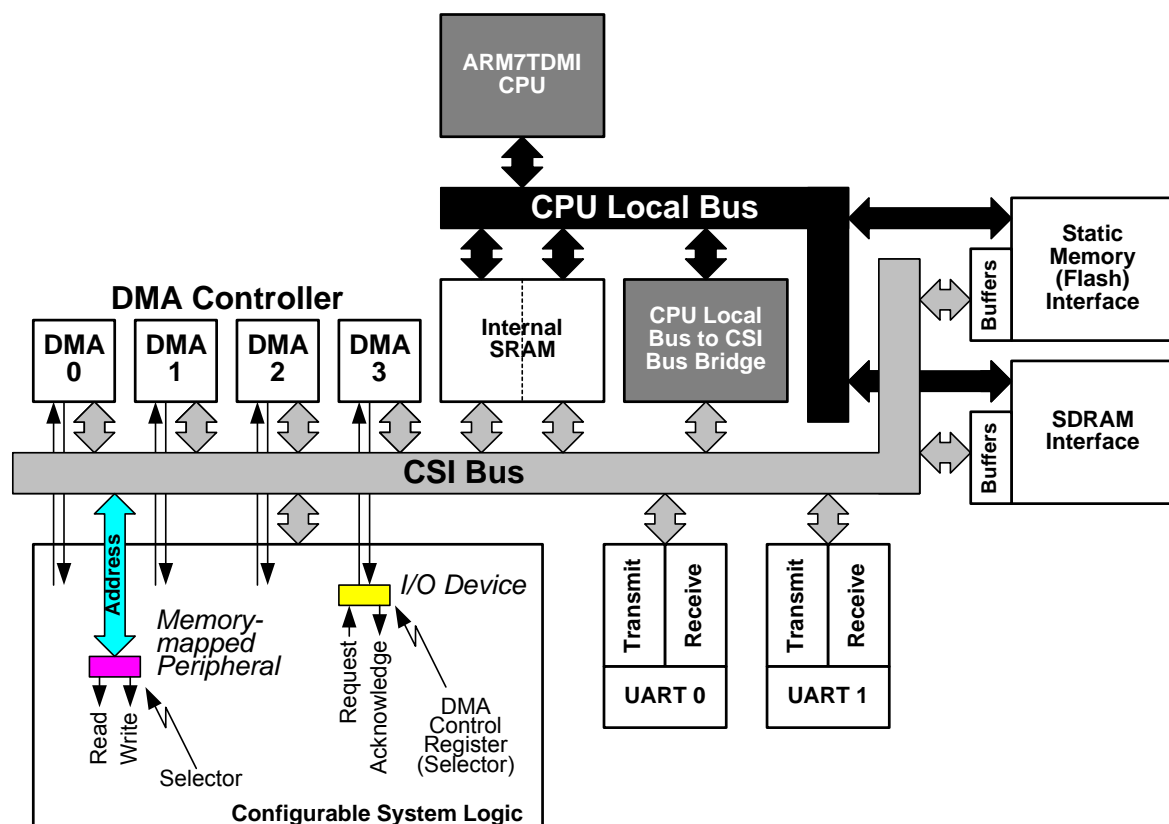 ARM7TDMI
CPU
CPU Local Bus
Static
Memory
(Flash)
Interface
Buffers
DMA Controller
DMA
0
DMA
1
DMA
2
DMA
3
Internal
SRAM
CPU Local
Bus to CSI
Bus Bridge
SDRAM
Interface
Buffers
CSI Bus
Address
Memory-
mapped
Peripheral
Read
Write
Selector
I/O Device
Request
Acknowledge
DMA
Control
Register
(Selector)
Configurable System Logic
Transmit
Receive
UART 0
Transmit
Receive
UART 1